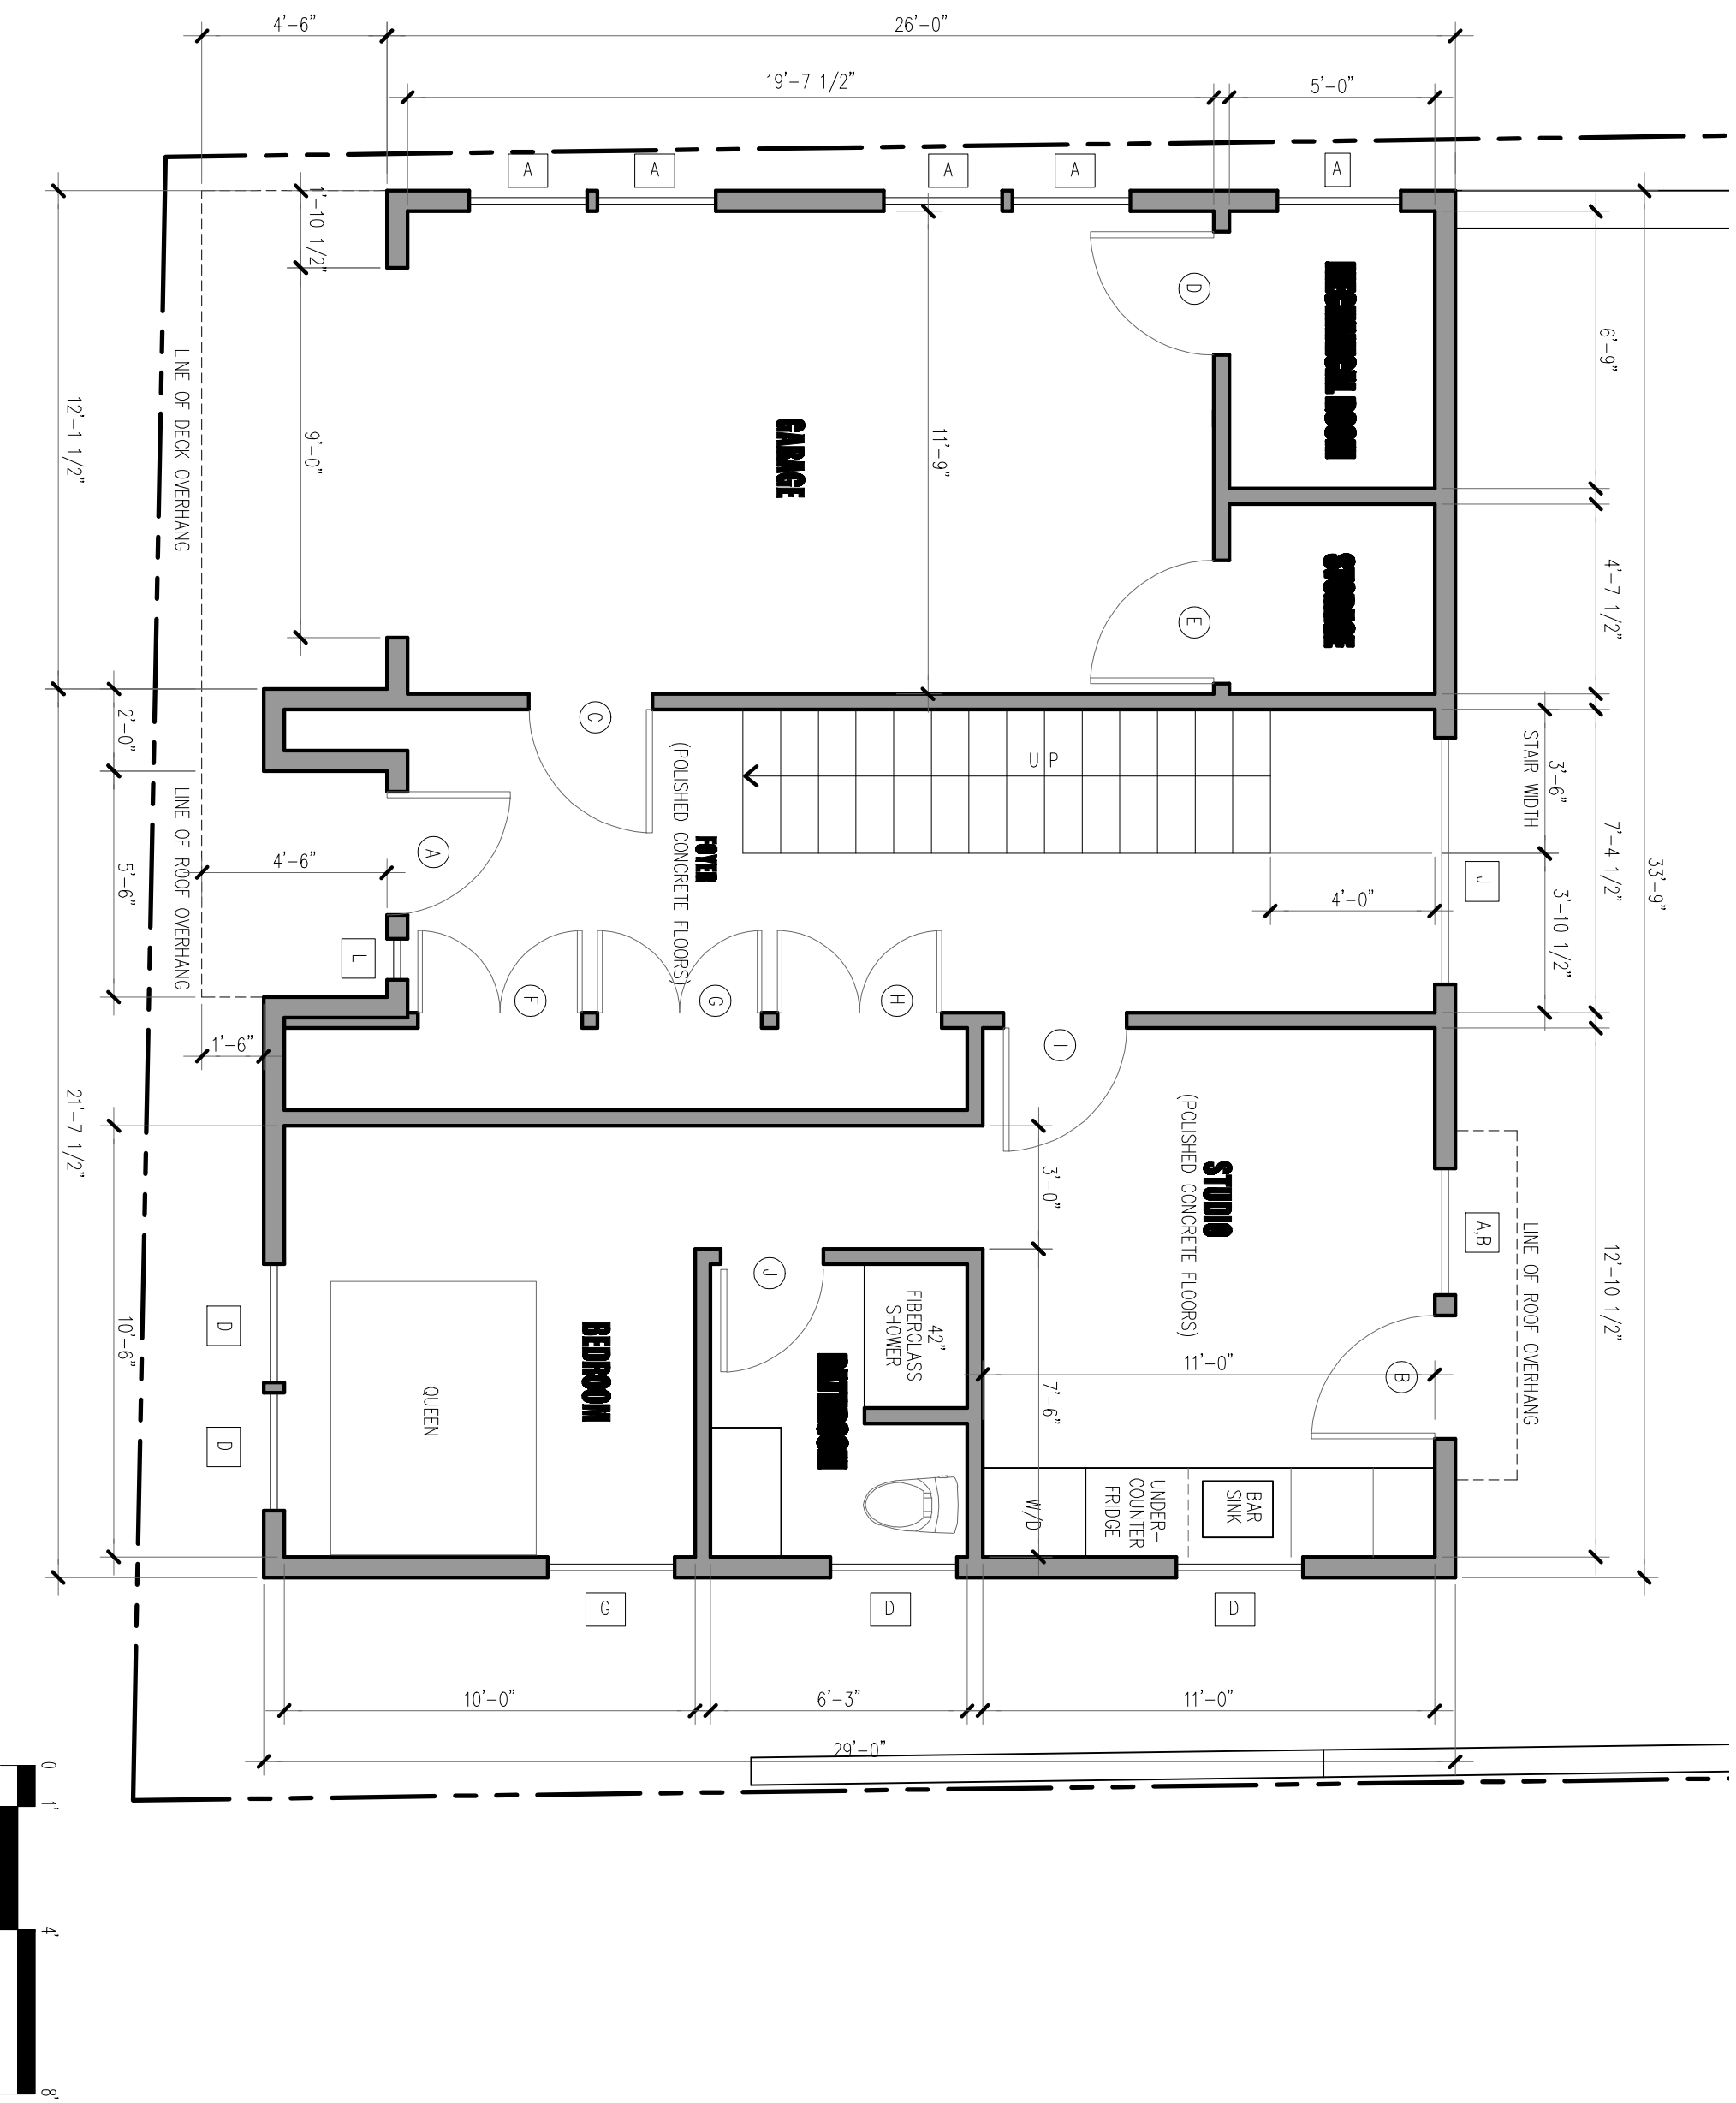 4'-6"
26'-0"
19'-7 1/2"
5'-0"
A
A
A
A
A
1'-10 1/2"
9'-0"
12'-1 1/2"
LINE OF DECK OVERHANG
GARAGE
11'-9"
D
MECHANICAL ROOM
6'-9"
E
STORAGE
4'-7 1/2"
2'-0"
5'-6"
LINE OF ROOF OVERHANG
4'-6"
1'-6"
A
L
C
FOYER
(POLISHED CONCRETE FLOORS)
UP
F
G
H
I
4'-0"
J
STAIR WIDTH
3'-6"
3'-10 1/2"
7'-4 1/2"
33'-9"
21'-7 1/2"
10'-6"
3'-0"
7'-6"
STUDIO
(POLISHED CONCRETE FLOORS)
A,B
LINE OF ROOF OVERHANG
12'-10 1/2"
B
11'-0"
D
D
QUEEN
BEDROOM
J
42"
FIBERGLASS
SHOWER
BATHROOM
W/D
UNDER-
COUNTER
FRIDGE
BAR
SINK
G
D
D
10'-0"
6'-3"
11'-0"
29'-0"
0
1'
4'
8'